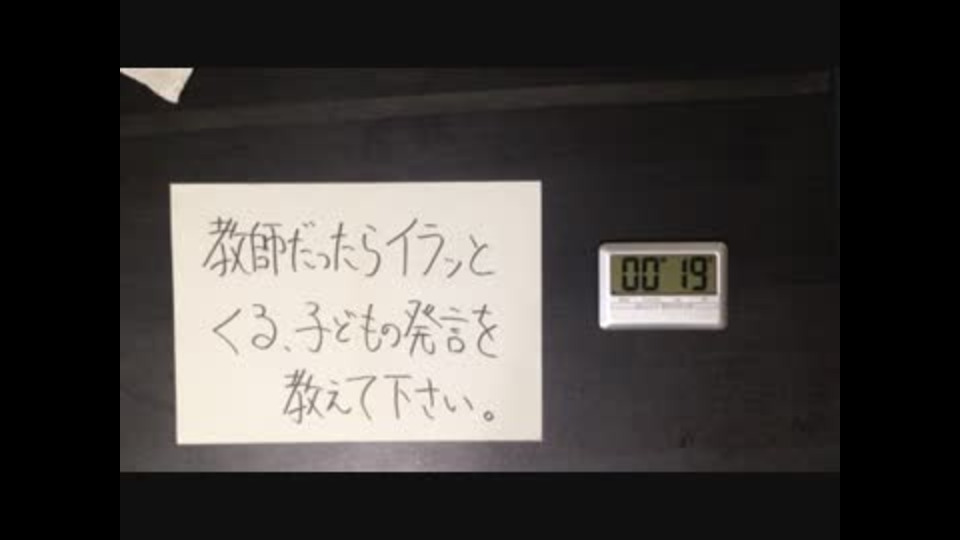 教師だったらイラッと
くる、子どもの発言を
教えて下さい。
00 19